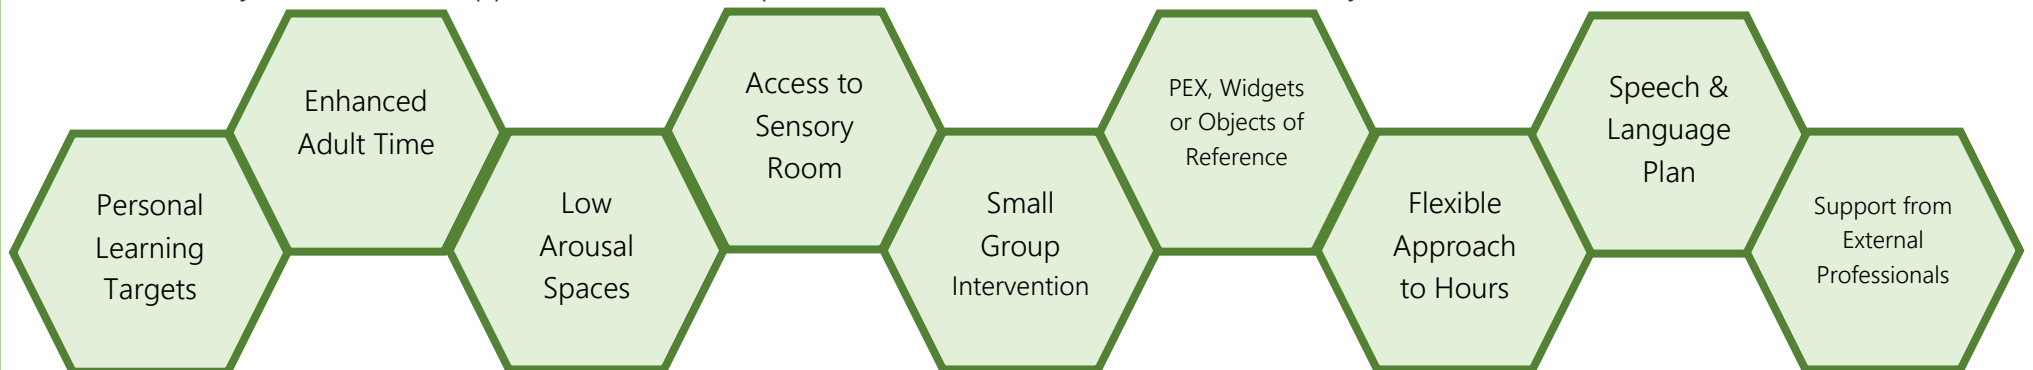 Personal
Learning
Targets
Enhanced
Adult Time
Low
Arousal
Spaces
Access to
Sensory
Room
Small
Group
Intervention
PEX, Widgets
or Objects of
Reference
Flexible
Approach
to Hours
Speech &
Language
Plan
Support from
External
Professionals